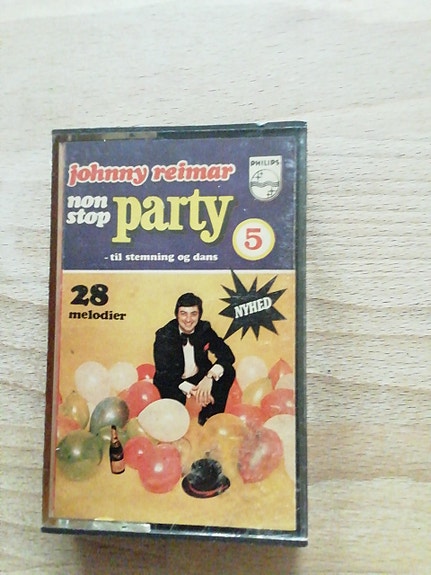 johnny reimar
PHILIPS
non
stop
party
5
- til stemning og dans
28
melodier
NYHED